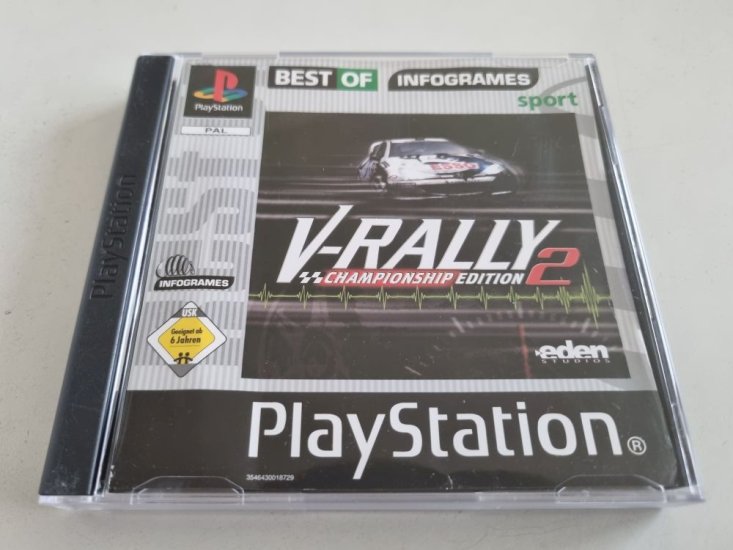 BEST OF INFOGRAMES
sport
PlayStation
PAL
PlayStation
V-RALLY 2
CHAMPIONSHIP EDITION
INFOGRAMES
USK
Geeignet ab
6 Jahren
eden
STUDIOS
ESSO
PlayStation®
3546430018729